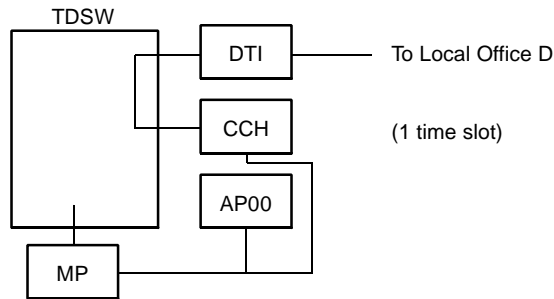 TDSW
DTI
To Local Office D
CCH
(1 time slot)
AP00
MP